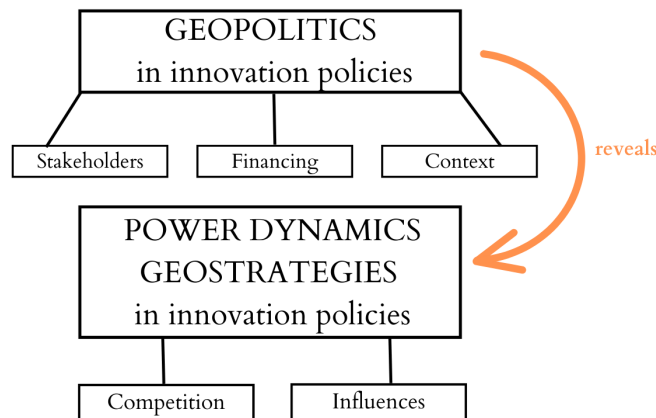 GEOPOLITICS
in innovation policies
Stakeholders
Financing
Context
reveals
POWER DYNAMICS
GEOSTRATEGIES
in innovation policies
Competition
Influences